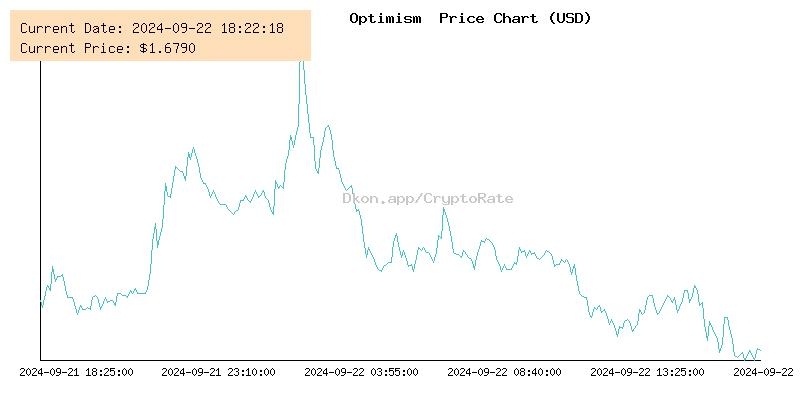 Optimism  Price Chart (USD)
Current Date: 2024-09-22 18:22:18
Current Price: $1.6790
Dkon.app/CryptoRate
2024-09-21 18:25:00 2024-09-21 23:10:00 2024-09-22 03:55:00 2024-09-22 08:40:00 2024-09-22 13:25:00 2024-09-22